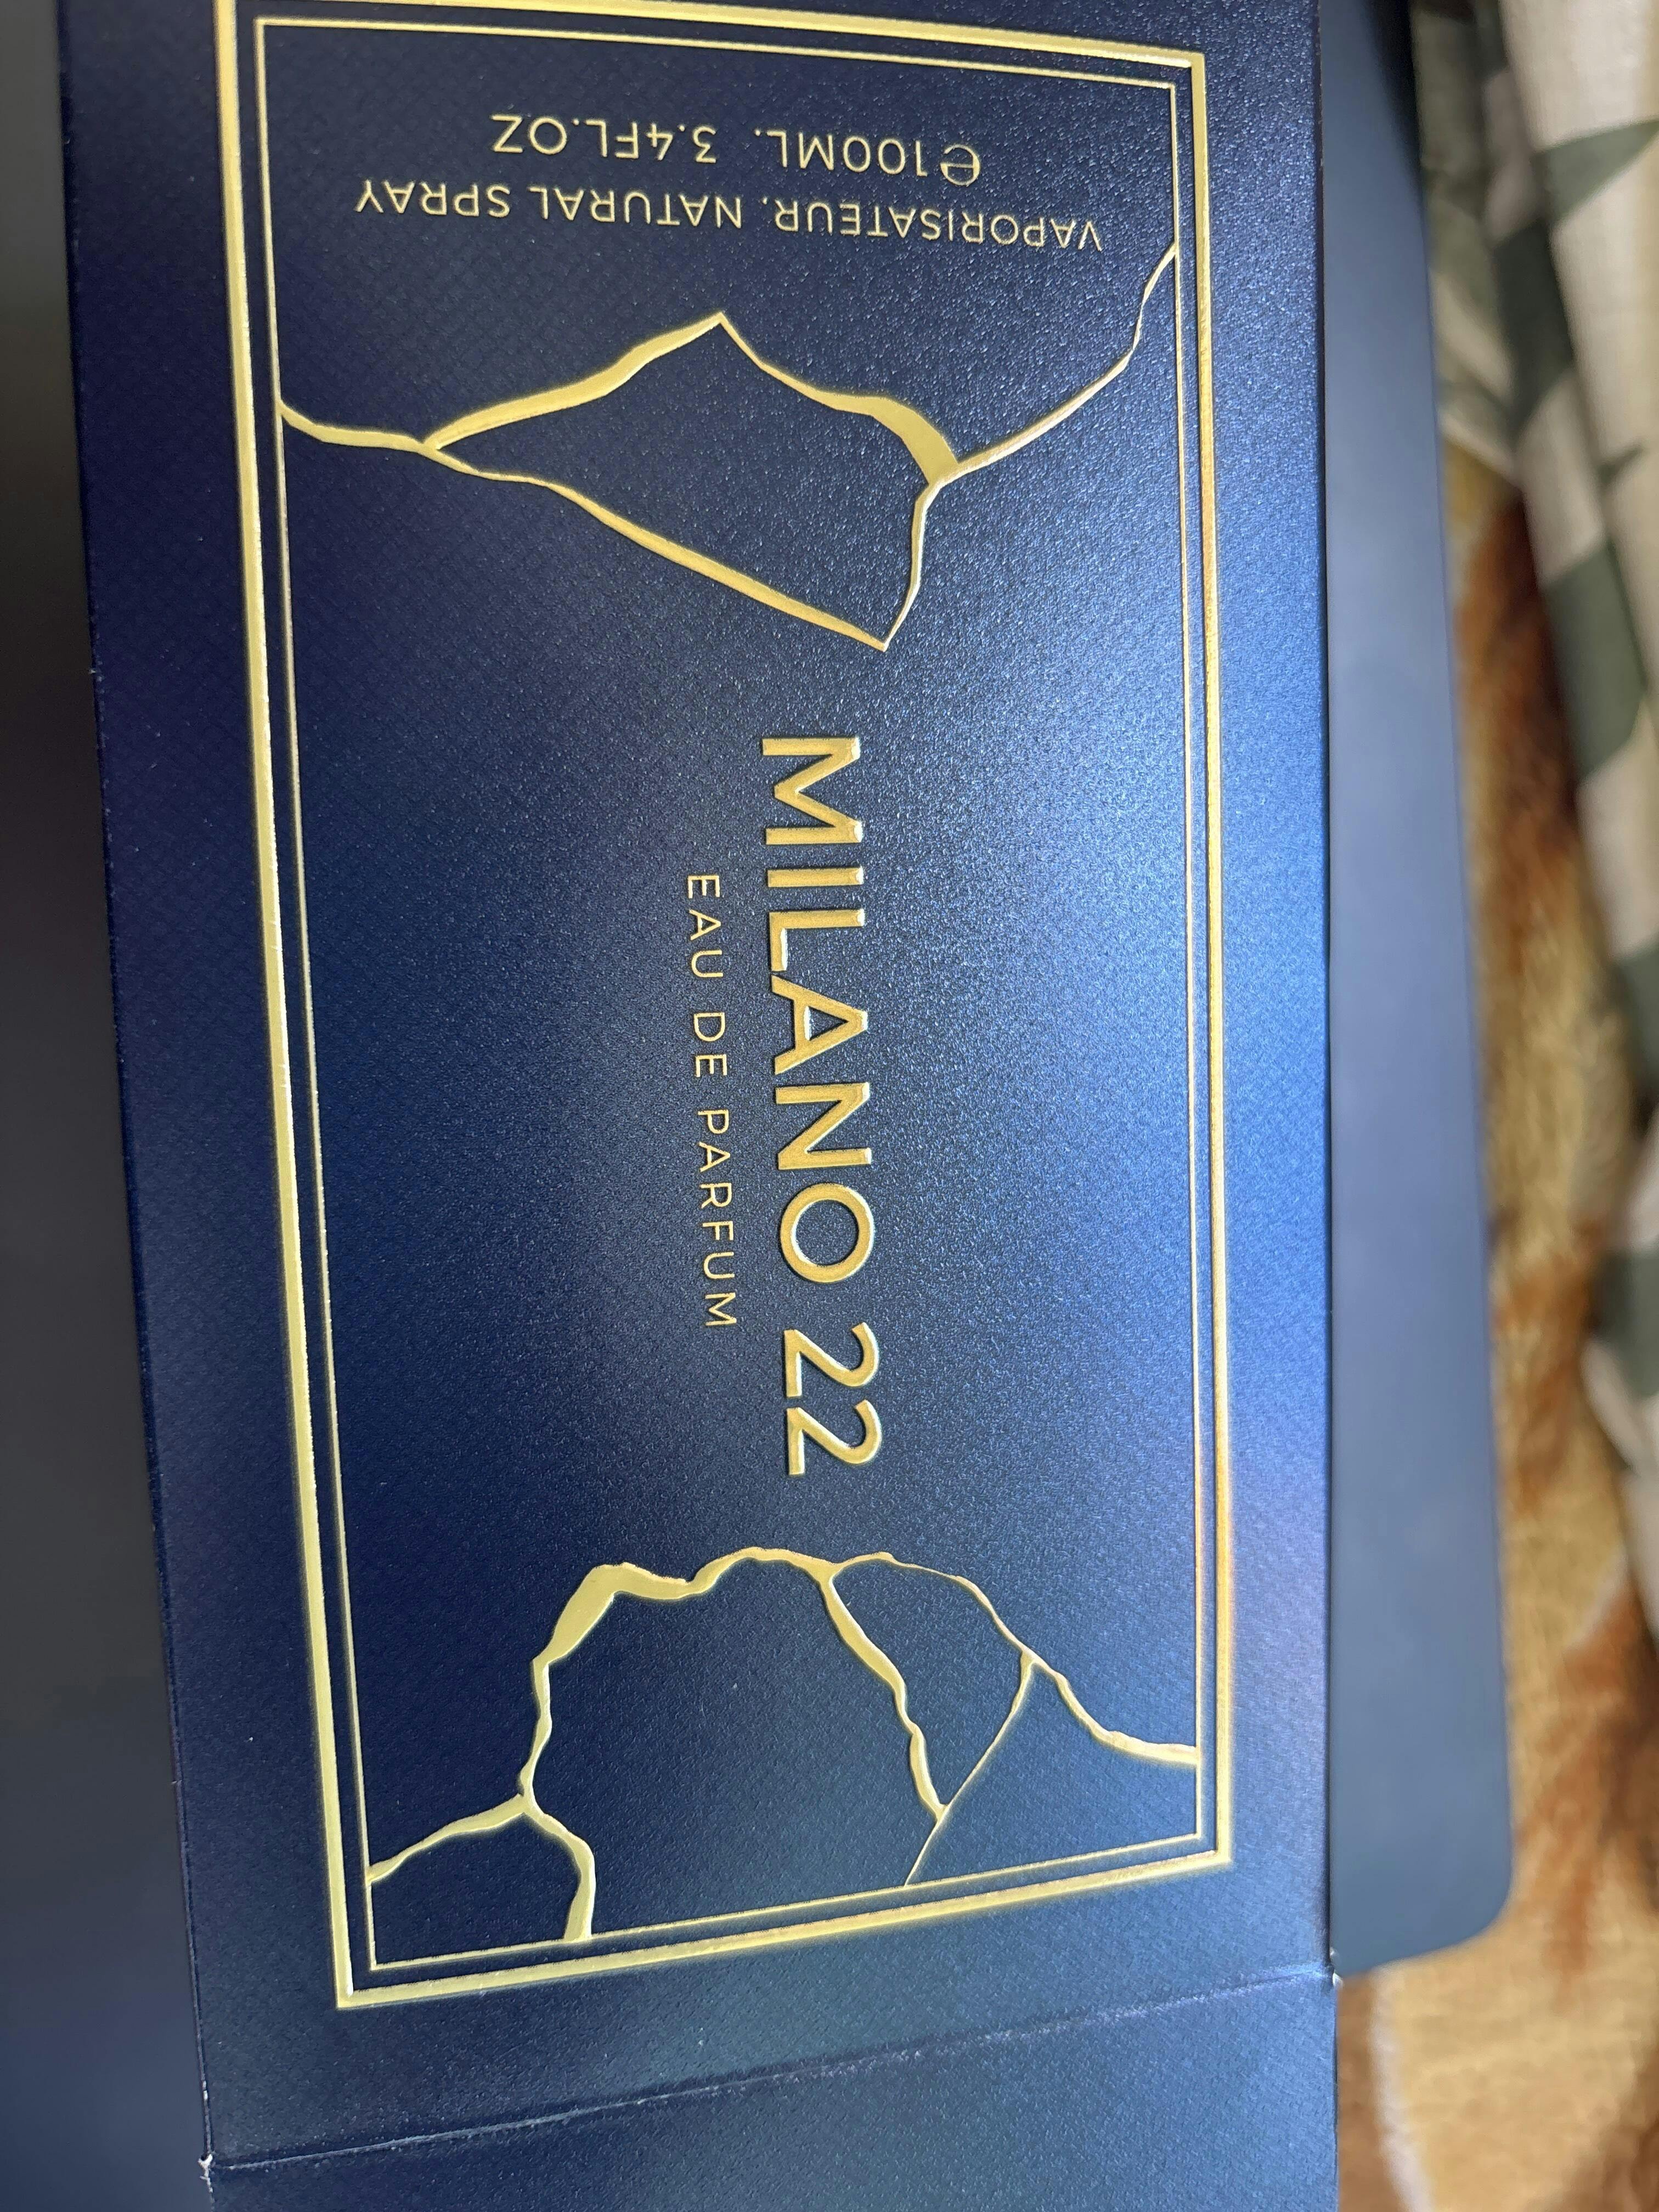 MILANO 22
EAU DE PARFUM
VAPORISATEUR. NATURAL SPRAY
℮100ML. 3.4FL.OZ